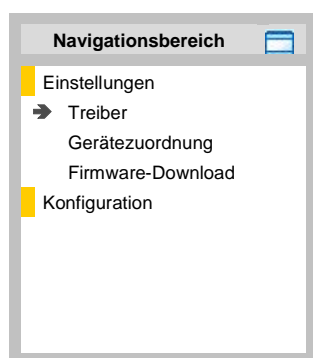 Navigationsbereich
Einstellungen
Treiber
Gerätezuordnung
Firmware-Download
Konfiguration